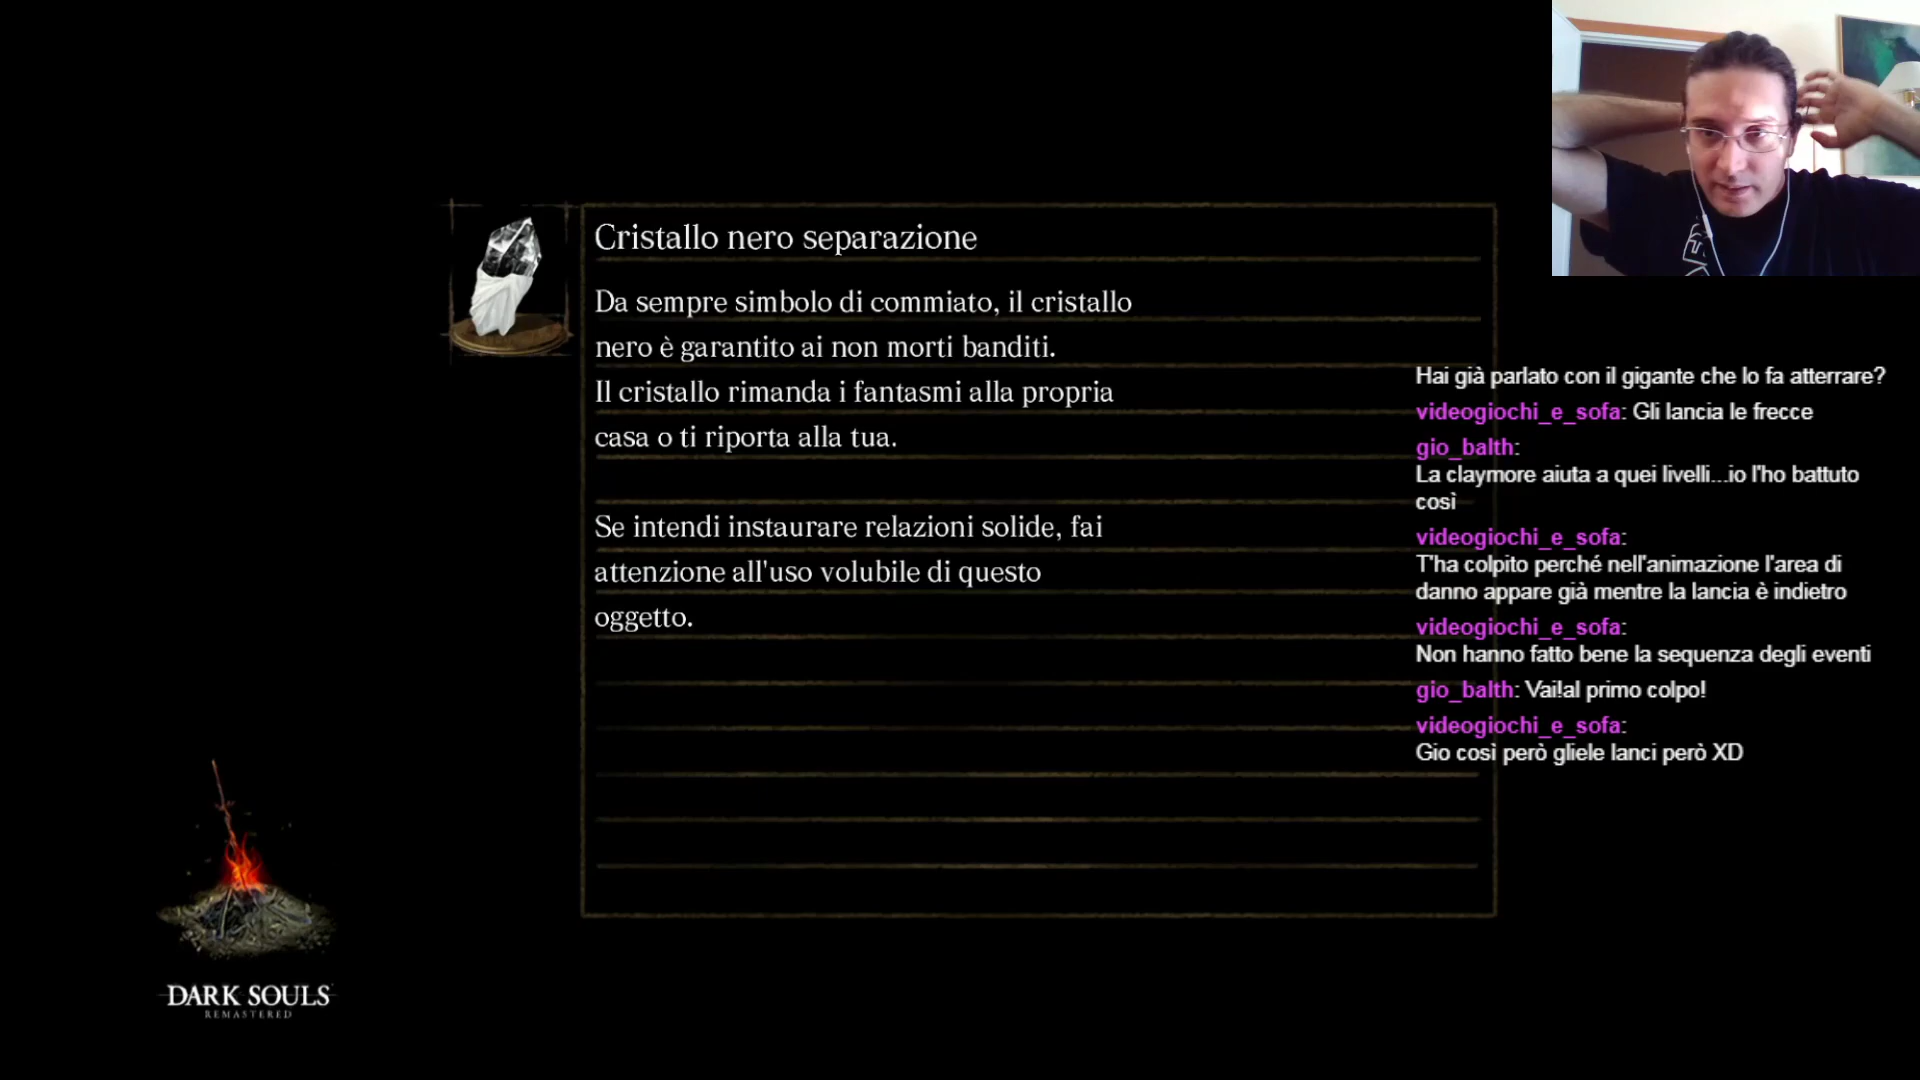 Cristallo nero separazione
Da sempre simbolo di commiato, il cristallo
nero è garantito ai non morti banditi.
Il cristallo rimanda i fantasmi alla propria
casa o ti riporta alla tua.
Se intendi instaurare relazioni solide, fai
attenzione all'uso volubile di questo
oggetto.
Hai già parlato con il gigante che lo fa atterrare?
videogiochi_e_sofa: Gli lancia le frecce
gio_balth:
La claymore aiuta a quei livelli...io l'ho battuto
così
videogiochi_e_sofa:
T'ha colpito perché nell'animazione l'area di
danno appare già mentre la lancia è indietro
videogiochi_e_sofa:
Non hanno fatto bene la sequenza degli eventi
gio_balth: Vai!al primo colpo!
videogiochi_e_sofa:
Gio così però gliele lanci però XD
DARK SOULS
REMASTERED